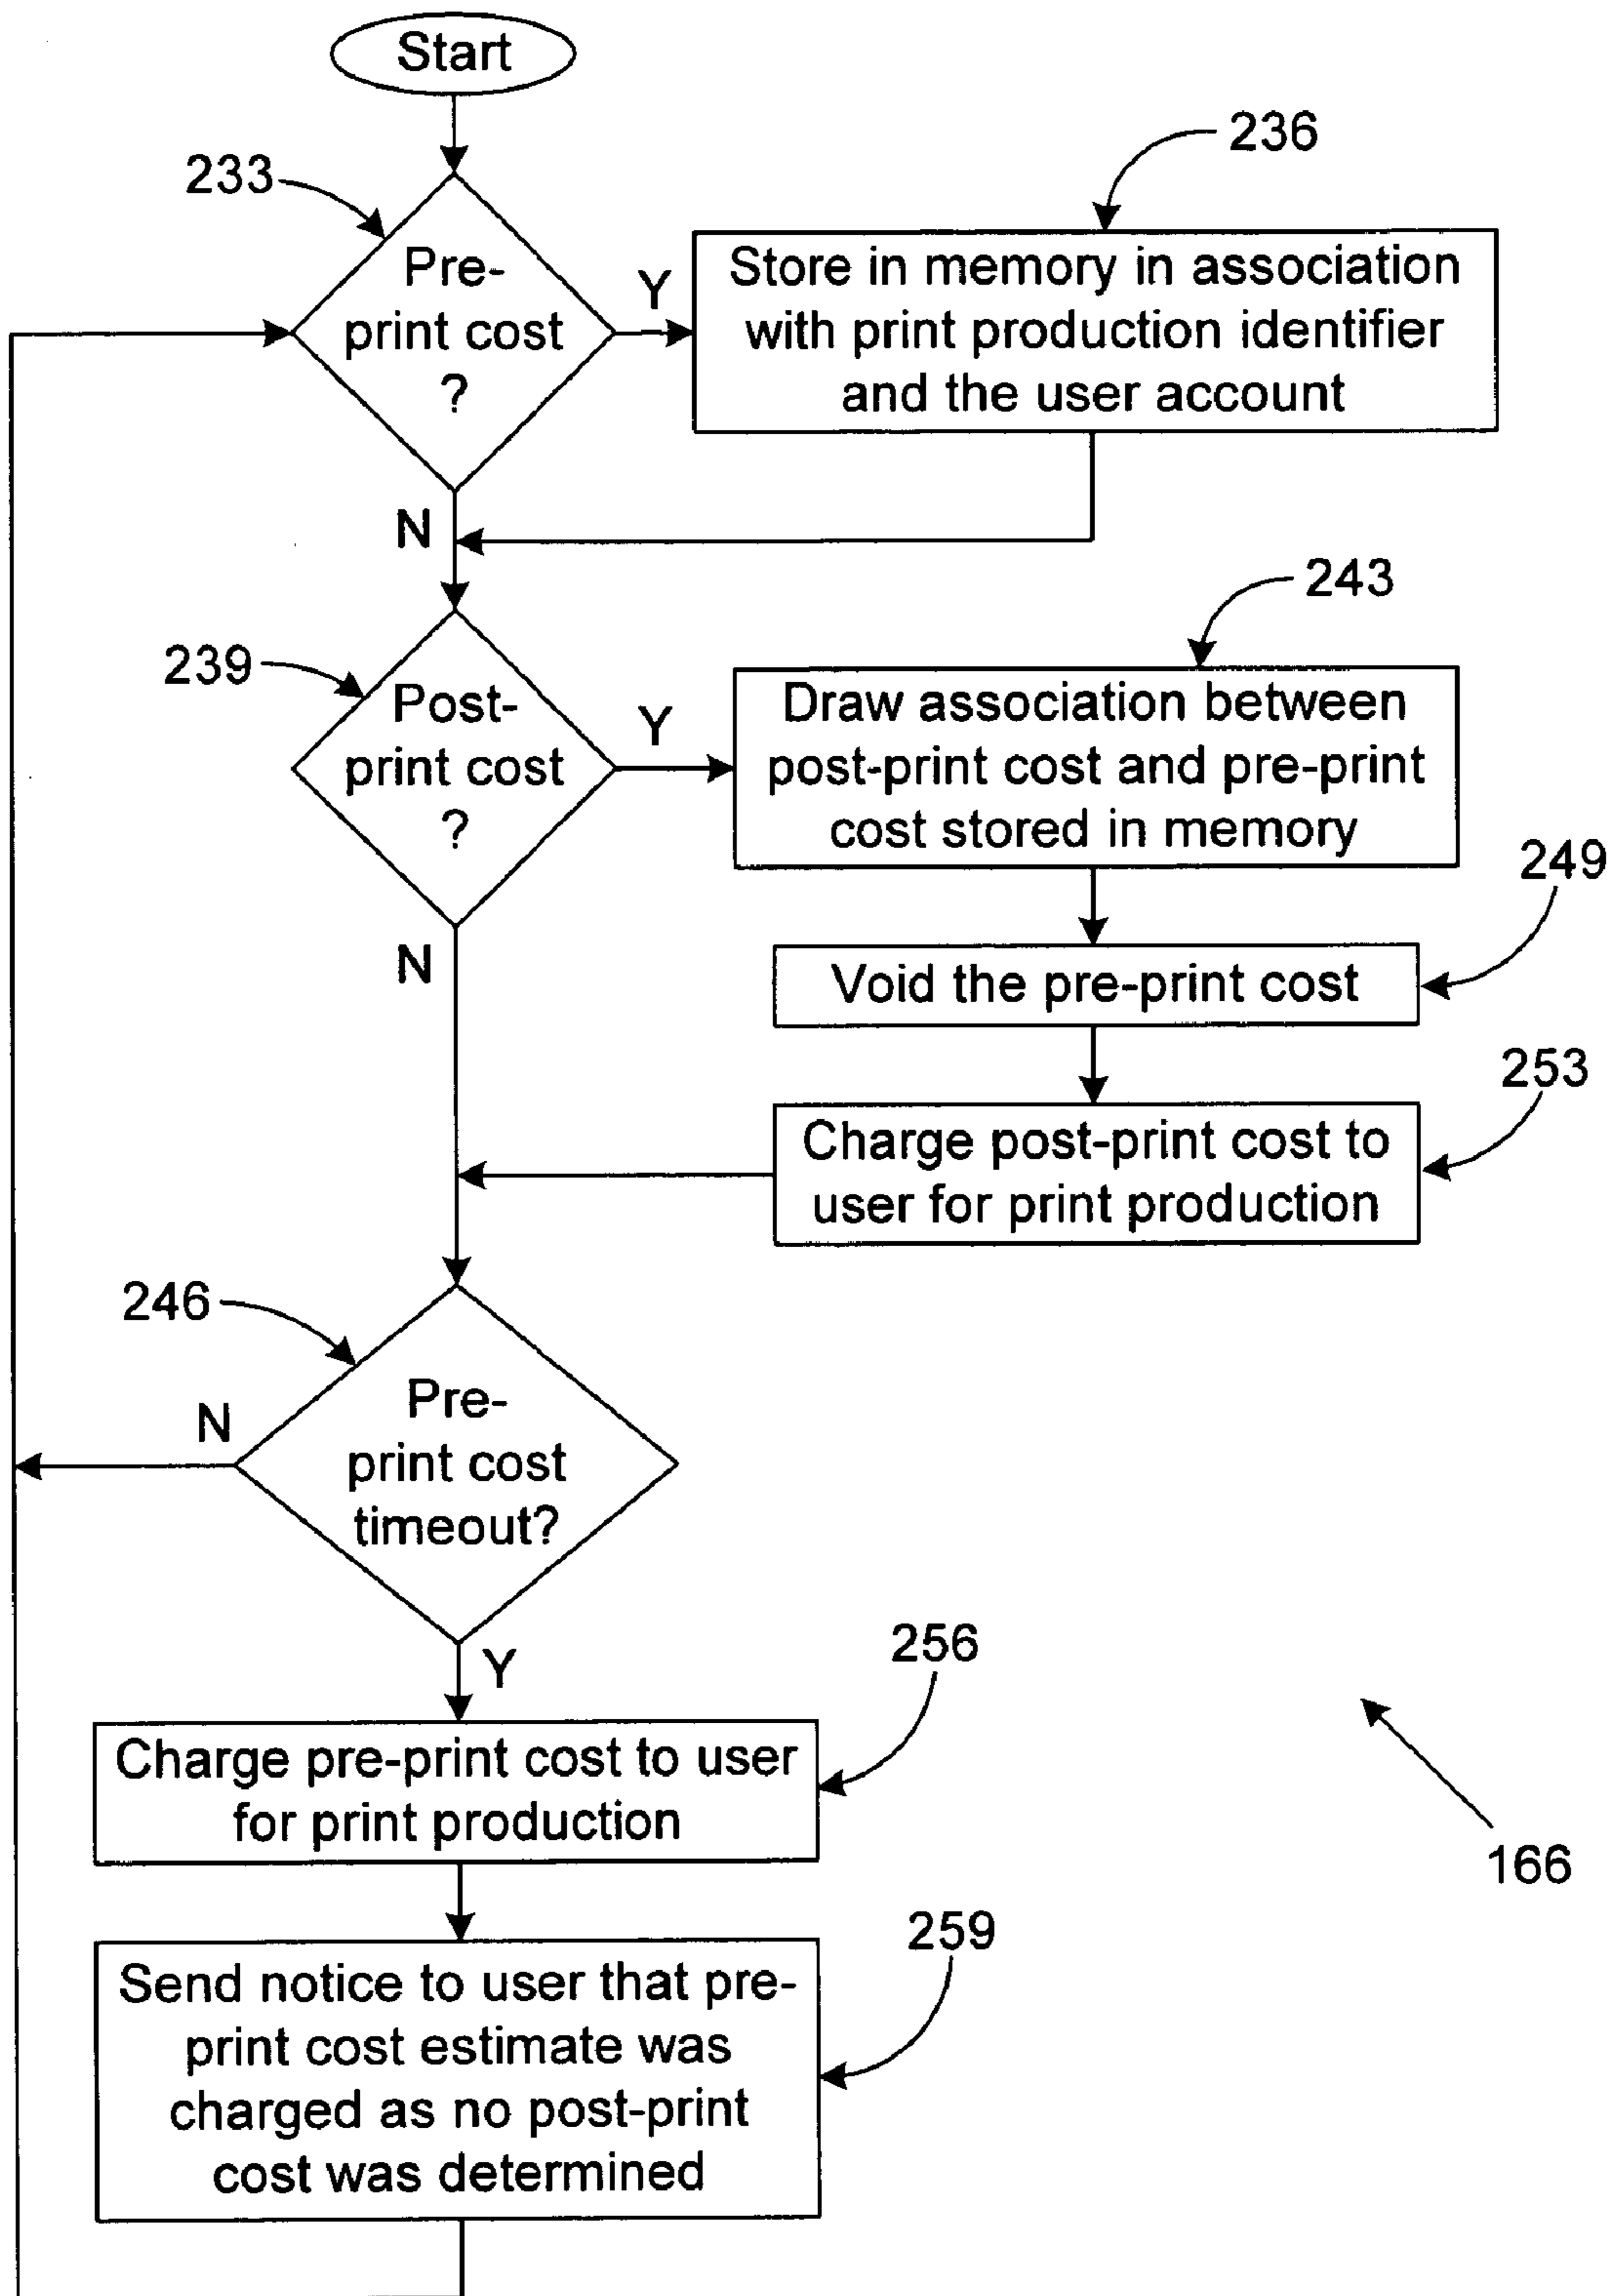 Start
236
233
Pre-
print cost
?
Y
Store in memory in association
with print production identifier
and the user account
N
243
239
Post-
print cost
?
Y
Draw association between
post-print cost and pre-print
cost stored in memory
249
N
Void the pre-print cost
253
Charge post-print cost to
user for print production
246
N
Pre-
print cost
timeout?
Y
256
Charge pre-print cost to user
for print production
166
259
Send notice to user that pre-
print cost estimate was
charged as no post-print
cost was determined